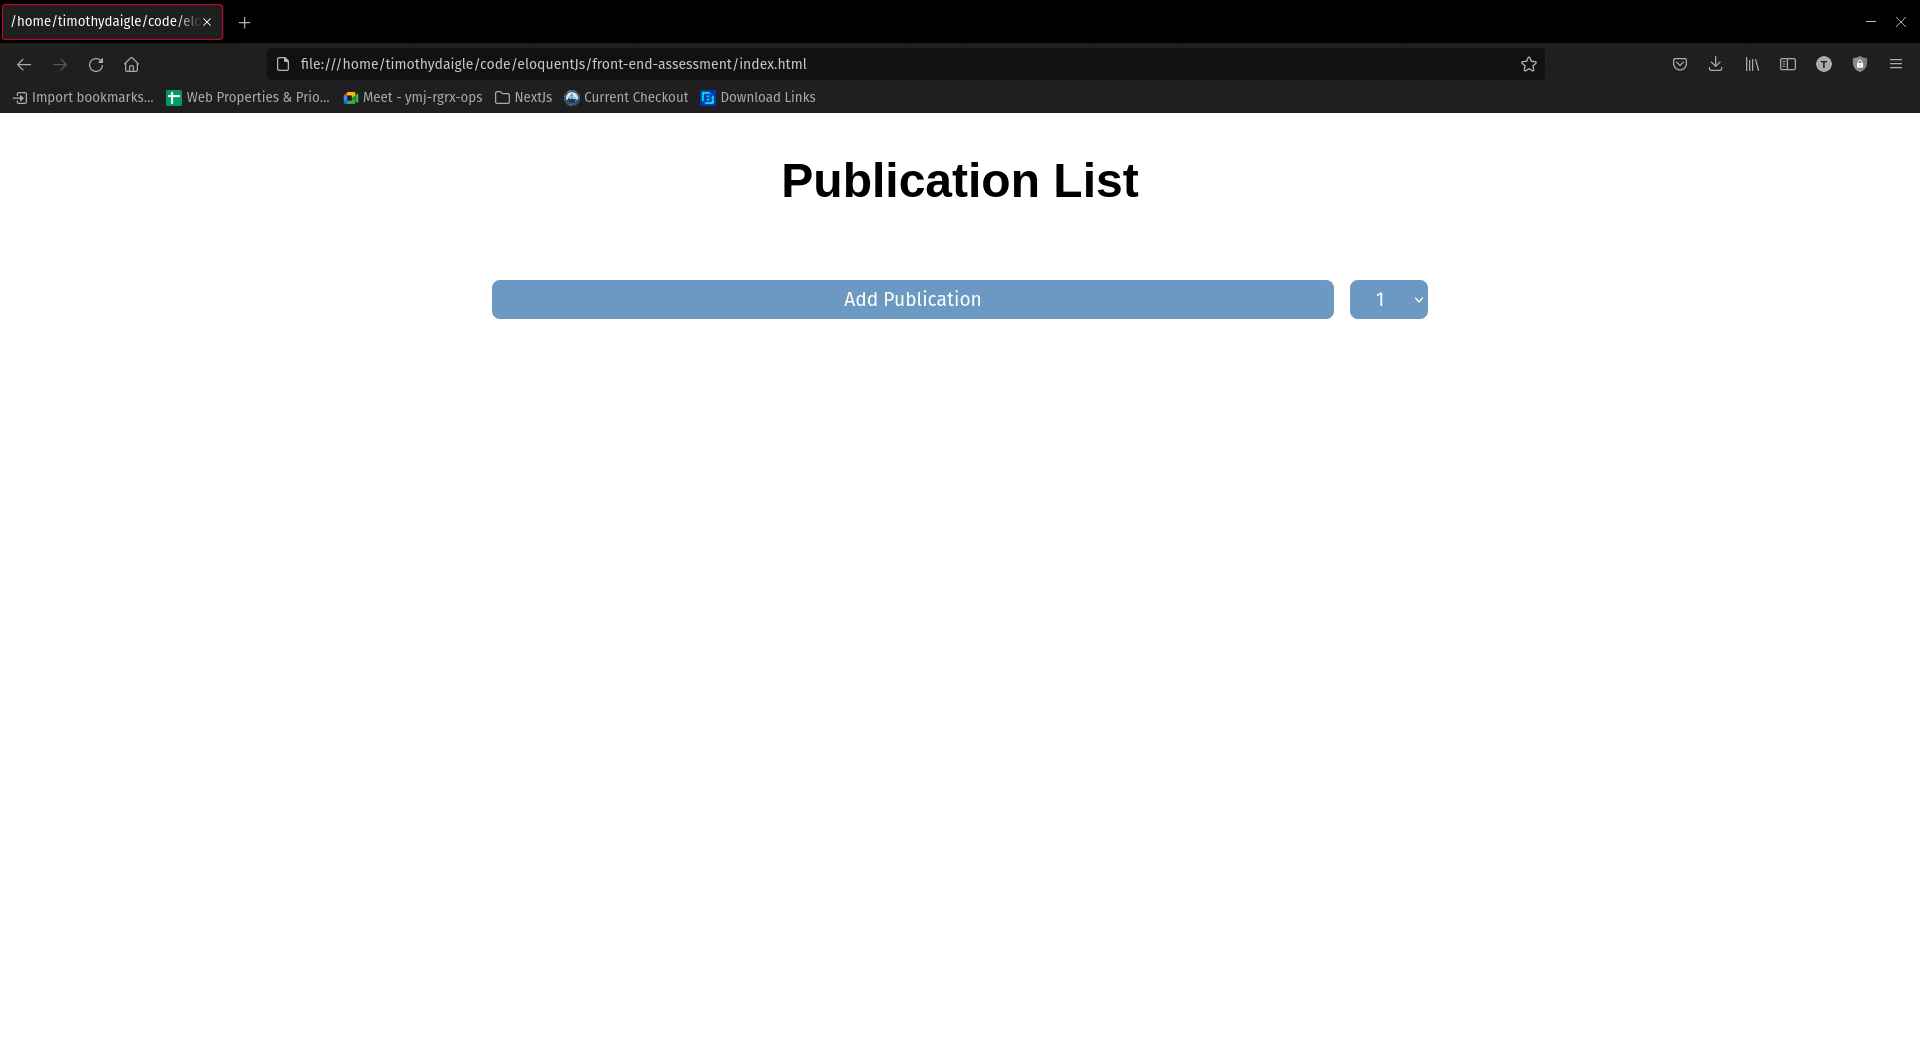 /home/timothydaigle/code/elo
file:///home/timothydaigle/code/eloquentJs/front-end-assessment/index.html
Import bookmarks... Web Properties & Prio... Meet - ymj-rgrx-ops NextJs Current Checkout Download Links
Publication List
Add Publication 1